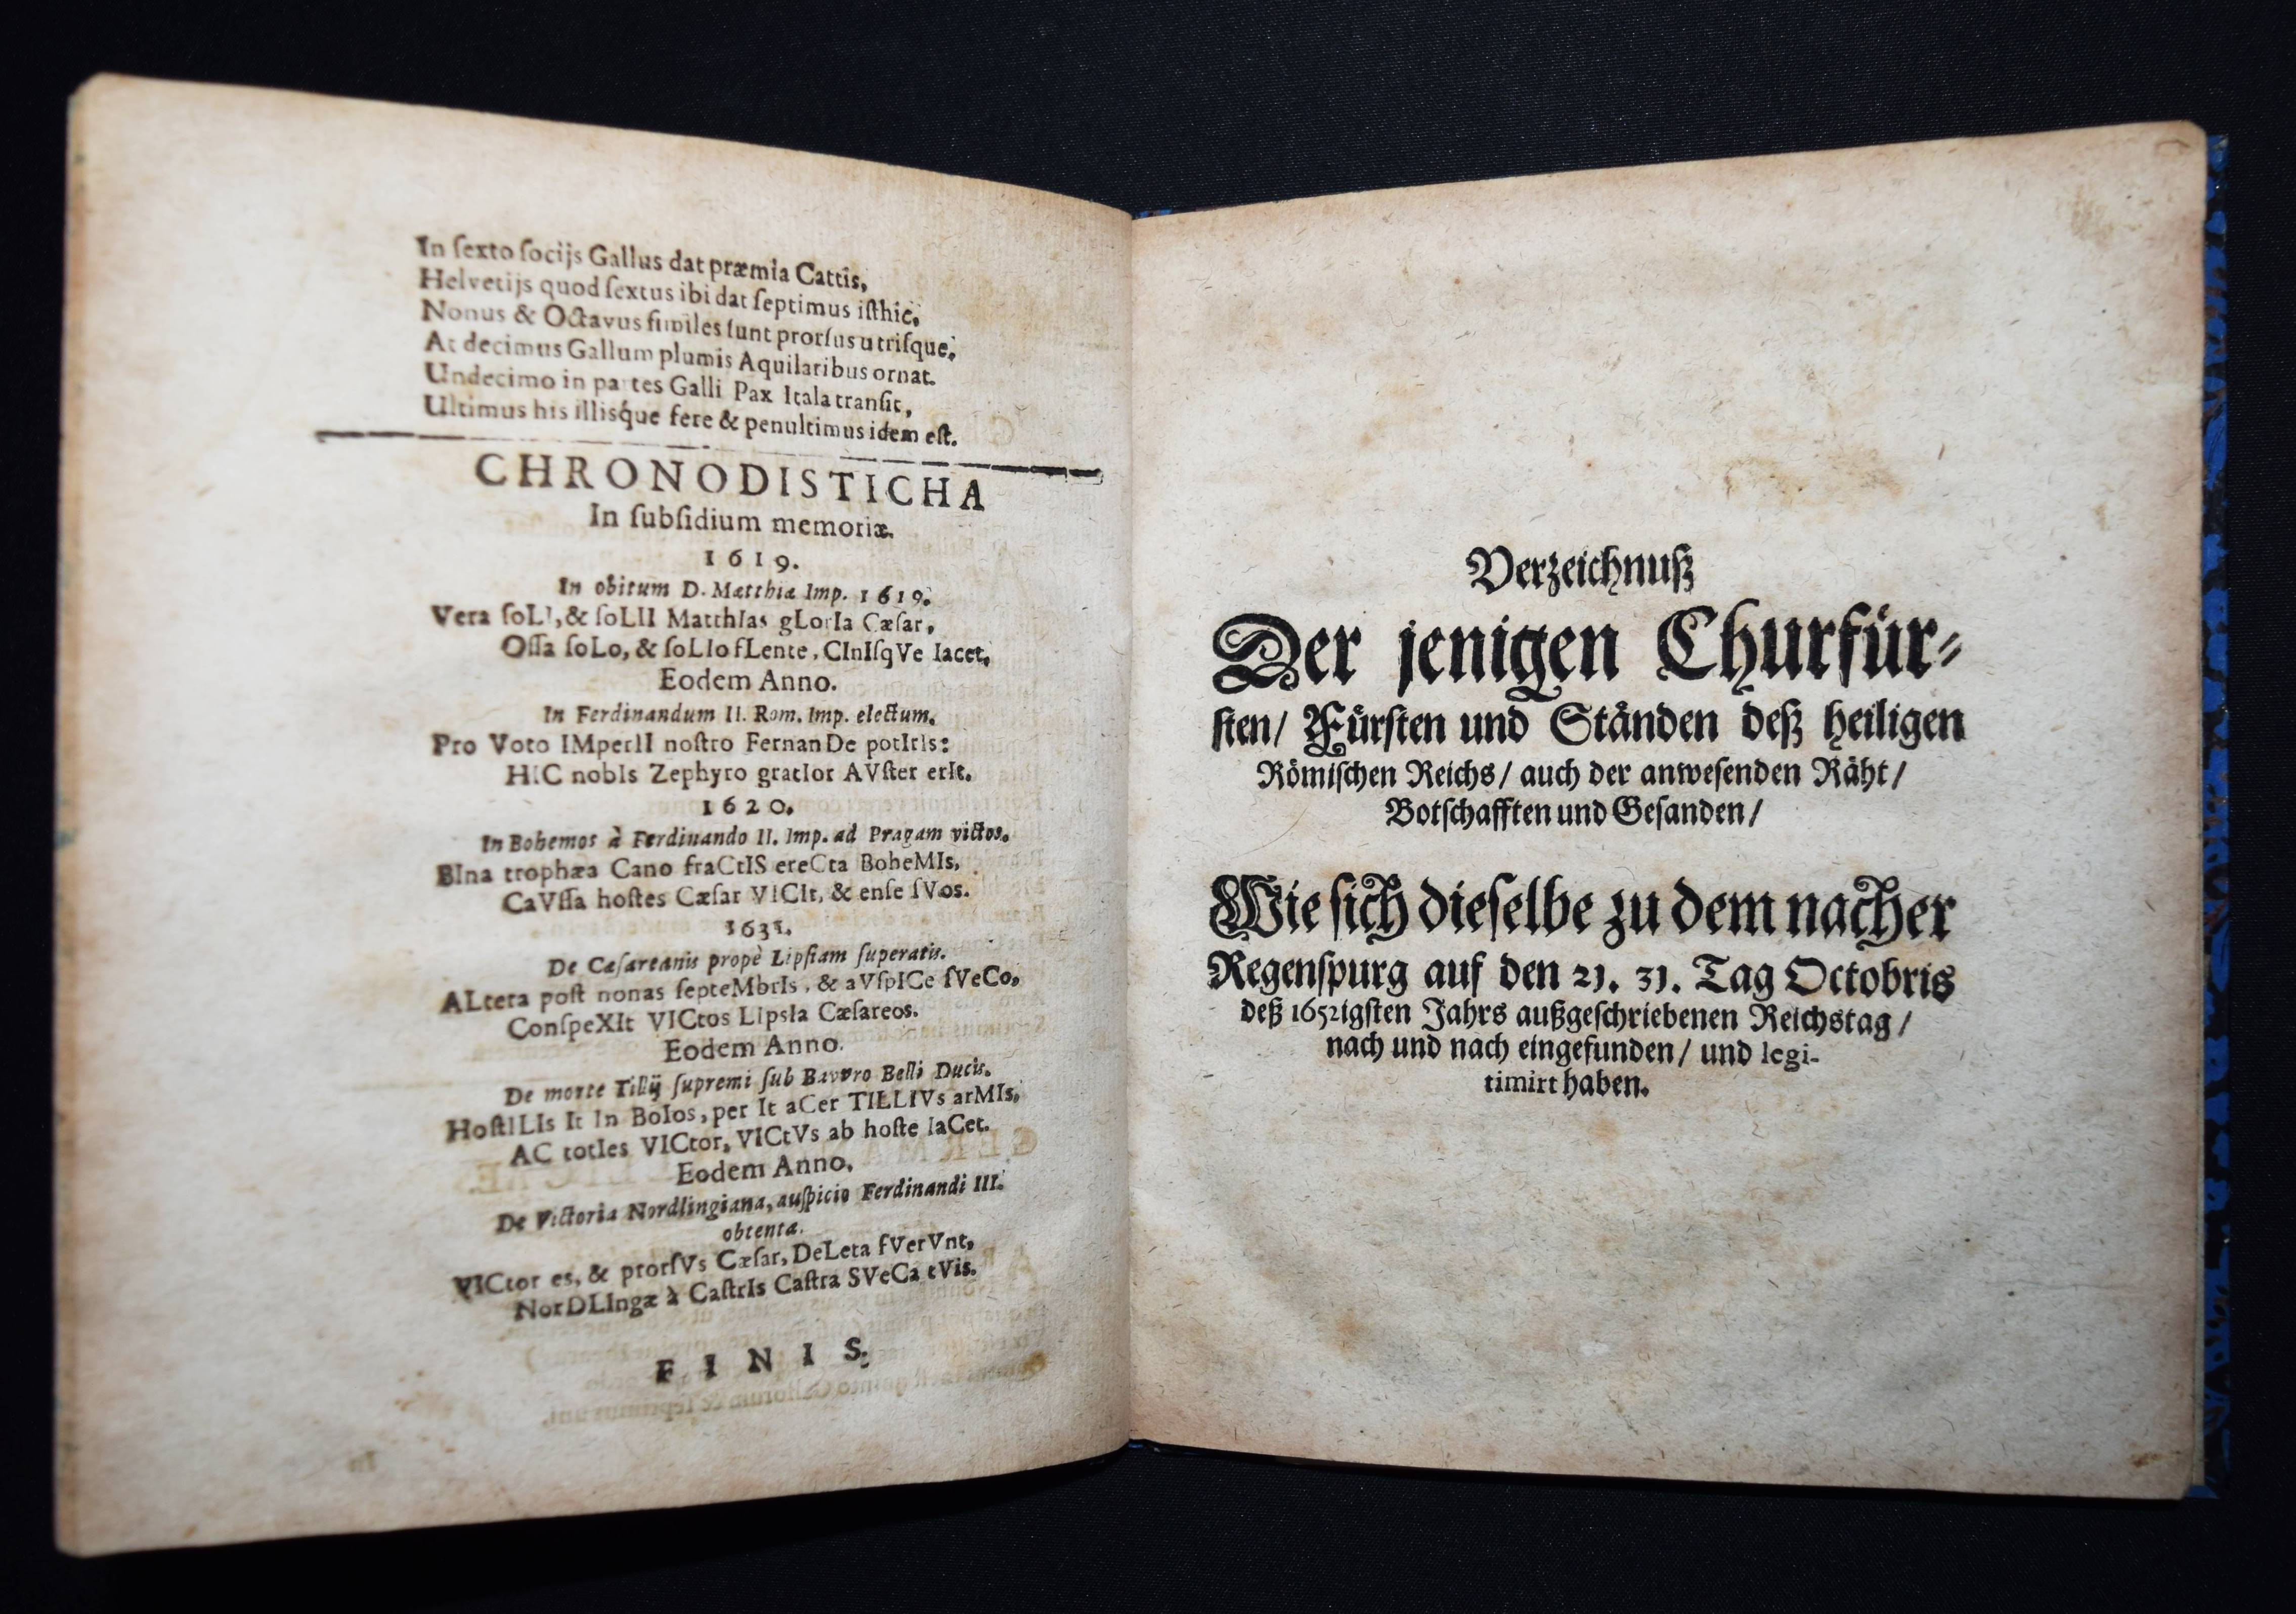 In ſexto ſocijs Gallus dat præmia Cattis,
Helvetijs quod ſextus ibi dat ſeptimus iſthic,
Nonus & Octavus ſimiles ſunt prorſus utriſque,
At decimus Gallum plumis Aquilaribus ornat.
Undecimo in partes Galli Pax Itala tranſit,
Ultimus his illisq́ue fere & penultimus idem eſt.
CHRONODISTICHA
In ſubſidium memoriæ.
1619.
In obitum D. Matthiæ Imp. 1619.
Vera ſoLI, & ſoLII MatthIas gLorIa Cæſar,
Oſſa ſoLo, & ſoLIo fLente, CInIſqVe Iacet,
Eodem Anno.
In Ferdinandum II. Rom. Imp. electum.
Pro Voto IMperII noſtro FernanDe potIrIs:
HIC nobIs Zephyro gratIor AVſter erIt.
1620.
In Bohemos à Ferdinando II. Imp. ad Pragam victos.
BIna trophæa Cano fraCtIS ereCta BoheMIs,
CaVſſa hoſtes Cæſar VICIt, & enſe ſVos.
1631.
De Cæſareanis propè Lipſiam ſuperatis.
ALtera poſt nonas ſepteMbrIs, & aVſpICe ſVeCo,
ConſpeXIt VICtos LIpsIa Cæſareos.
Eodem Anno.
De morte Tillÿ ſupremi ſub Bavaro Belli Ducis.
HoſtILIs It In BoIos, per It aCer TILLIVs arMIs,
AC totIes VICtor, VICtVs ab hoſte IaCet.
Eodem Anno,
De Victoria Nordlingiana, auſpicio Ferdinandi III.
obtenta.
VICtor es, & prorſVs Cæſar, DeLeta fVerVnt,
NorDLIngæ à CaſtrIs Caſtra SVeCa tVis.
FINIS.
Verzeichnuß
Der jenigen Churfür⸗
ſten/ Fürſten und Ständen deß heiligen
Römiſchen Reichs/ auch der anweſenden Räht/
Botſchafften und Geſanden/
Wie ſich dieſelbe zu dem nacher
Regenſpurg auf den 21. 31. Tag Octobris
deß 1652igſten Jahrs außgeſchriebenen Reichstag/
nach und nach eingefunden/ und legi-
timirt haben.